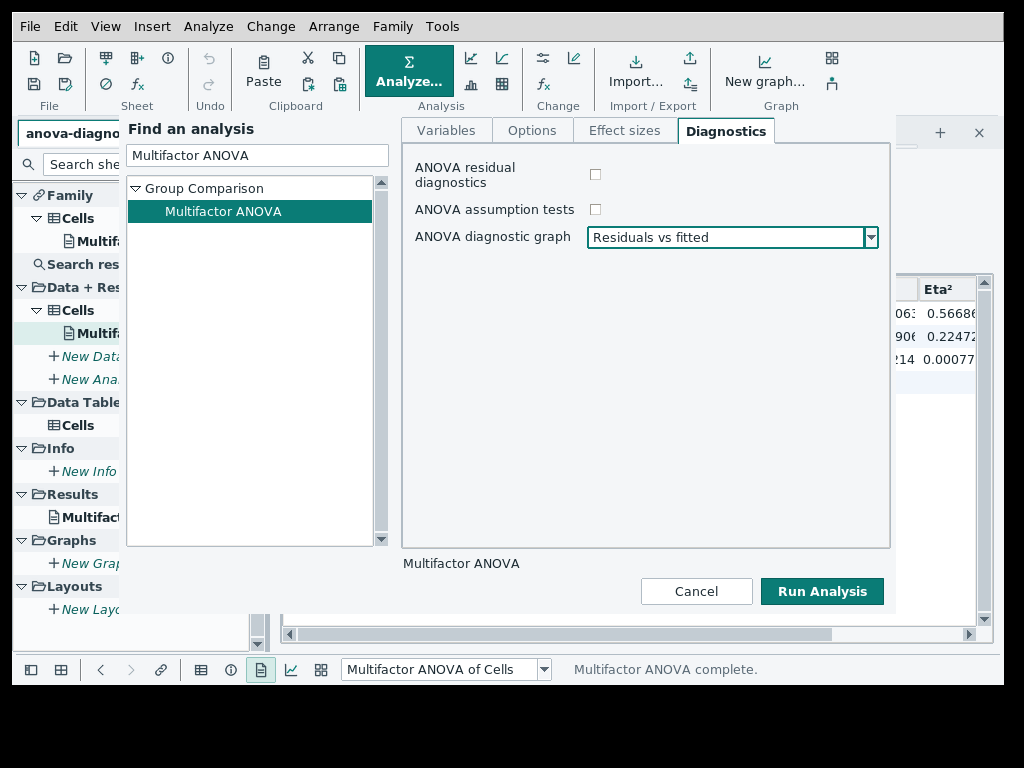 File Edit View Insert Analyze Change Arrange Family Tools
Paste
Σ
Analyze...
Import...
New graph...
File Sheet Undo Clipboard Analysis Change Import / Export Graph
anova-diagno
Search she
Family
Cells
Multifa
Search res
Data + Res
Cells
Multifa
New Data
New Ana
Data Table
Cells
Info
New Info
Results
Multifact
Graphs
New Grap
Layouts
New Layo
Find an analysis
Multifactor ANOVA
Group Comparison
Multifactor ANOVA
Variables Options Effect sizes Diagnostics
ANOVA residual
diagnostics
ANOVA assumption tests
ANOVA diagnostic graph Residuals vs fitted
Multifactor ANOVA
Cancel Run Analysis
Eta²
063 0.56686
906 0.22472
214 0.00077
Multifactor ANOVA of Cells Multifactor ANOVA complete.